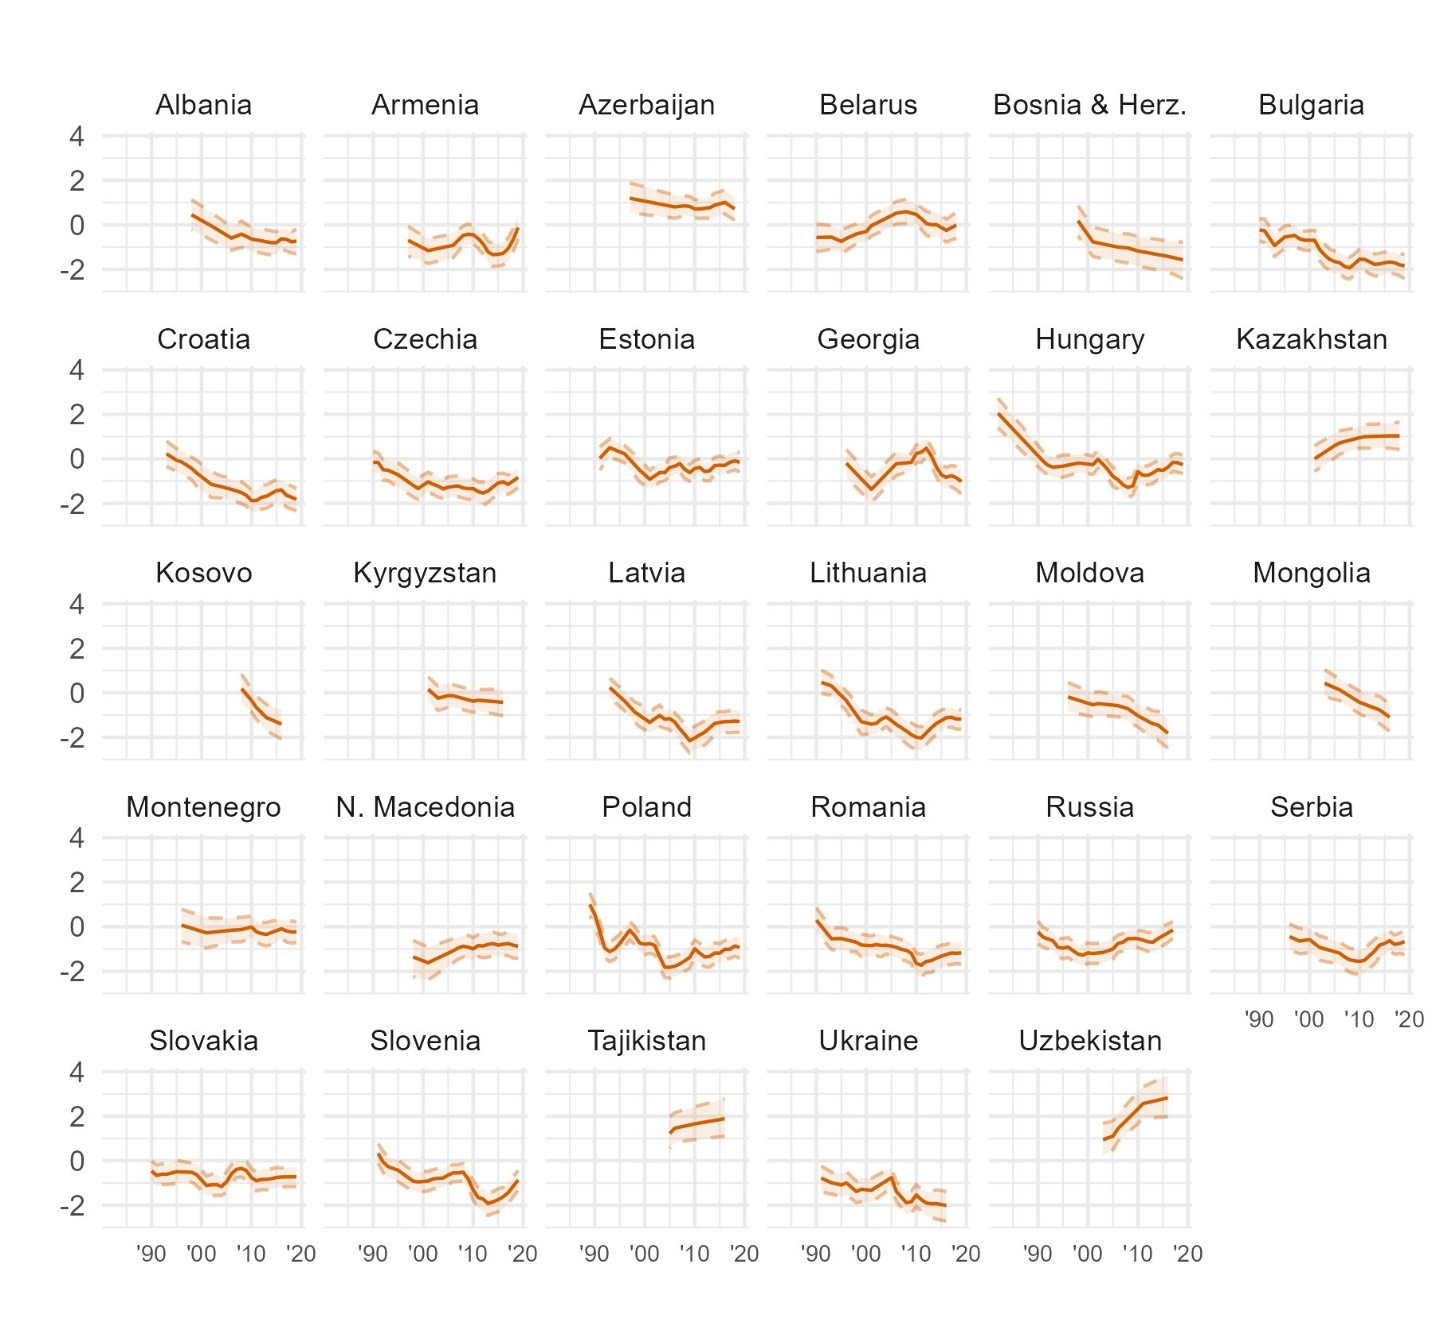 Albania Armenia Azerbaijan Belarus Bosnia & Herz. Bulgaria
4
2
0
-2
Croatia Czechia Estonia Georgia Hungary Kazakhstan
4
2
0
-2
Kosovo Kyrgyzstan Latvia Lithuania Moldova Mongolia
4
2
0
-2
Montenegro N. Macedonia Poland Romania Russia Serbia
4
2
0
-2
'90 '00 '10 '20
Slovakia Slovenia Tajikistan Ukraine Uzbekistan
4
2
0
-2
'90 '00 '10 '20 '90 '00 '10 '20 '90 '00 '10 '20 '90 '00 '10 '20 '90 '00 '10 '20